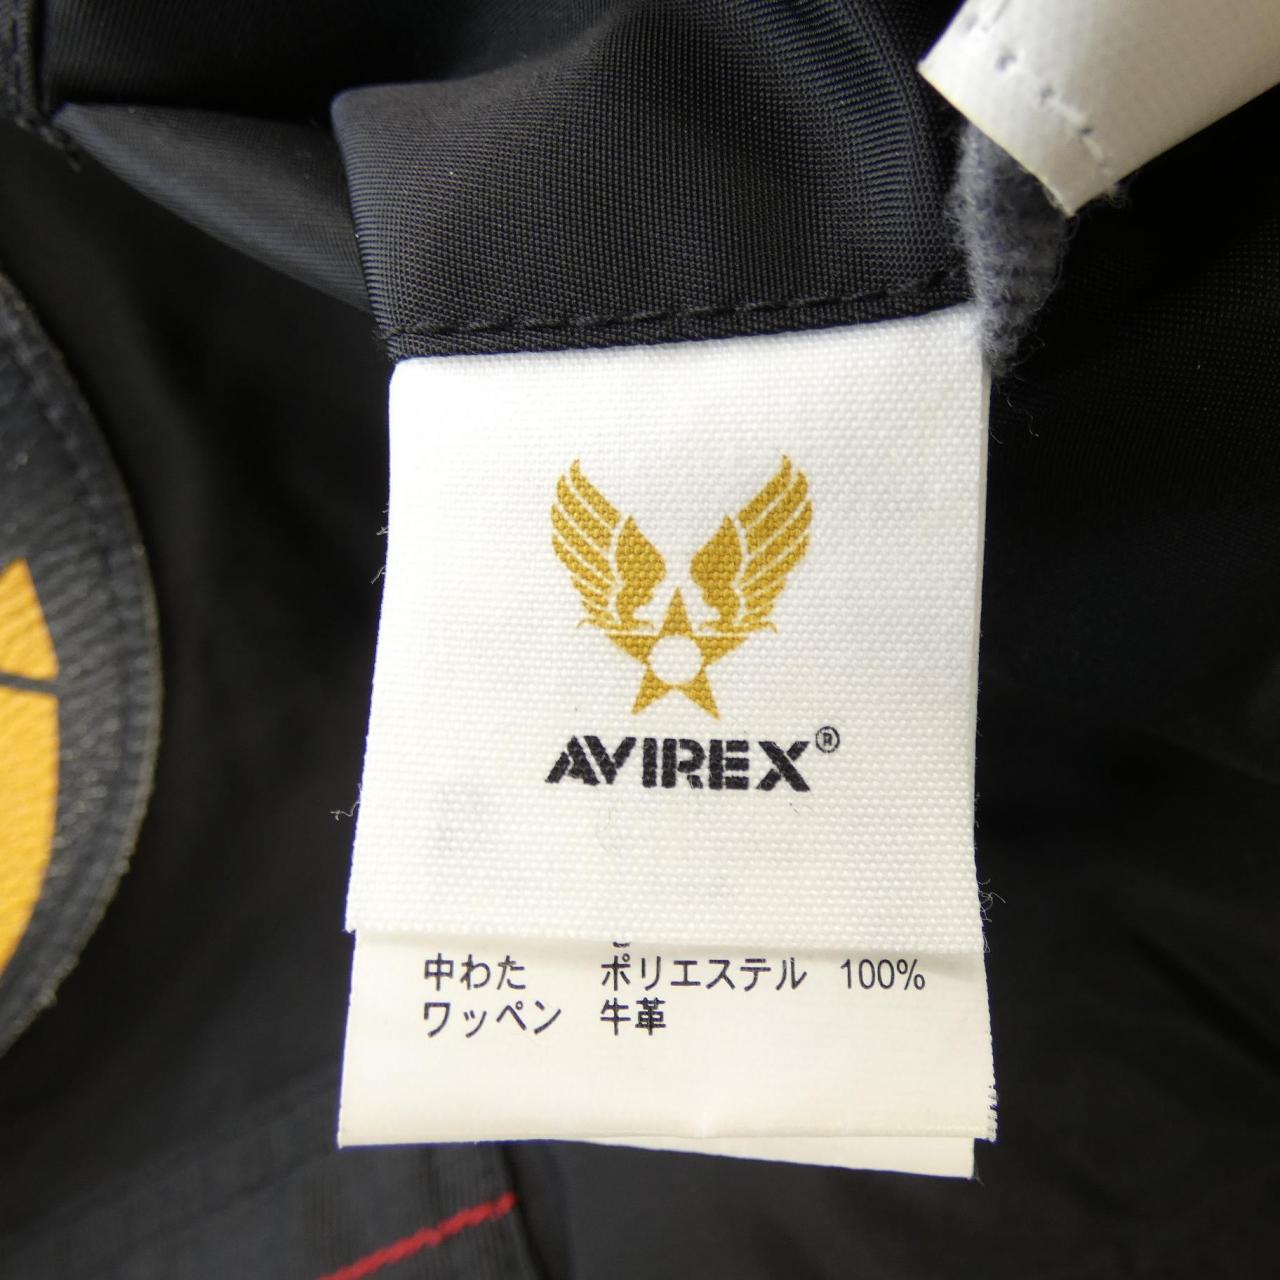 AVIREX®
中わた ポリエステル 100%
ワッペン 牛革